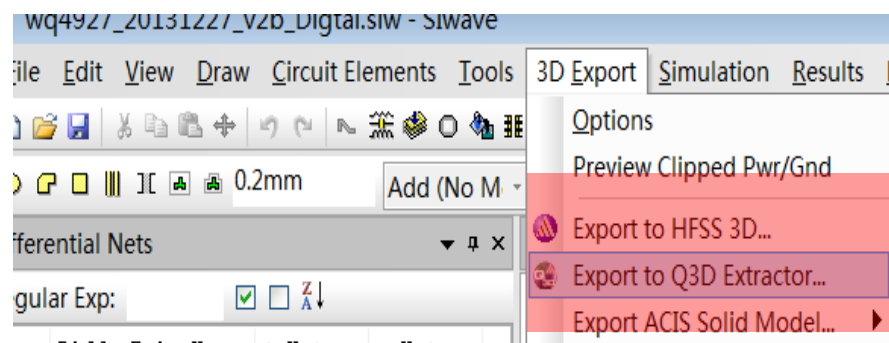 wq4927_20131227_v2b_Digtal.siw - SIwave
File Edit View Draw Circuit Elements Tools 3D Export Simulation Results
Options
0.2mm
Add (No M
Preview Clipped Pwr/Gnd
fferential Nets
Export to HFSS 3D...
gular Exp:
Export to Q3D Extractor...
Export ACIS Solid Model...